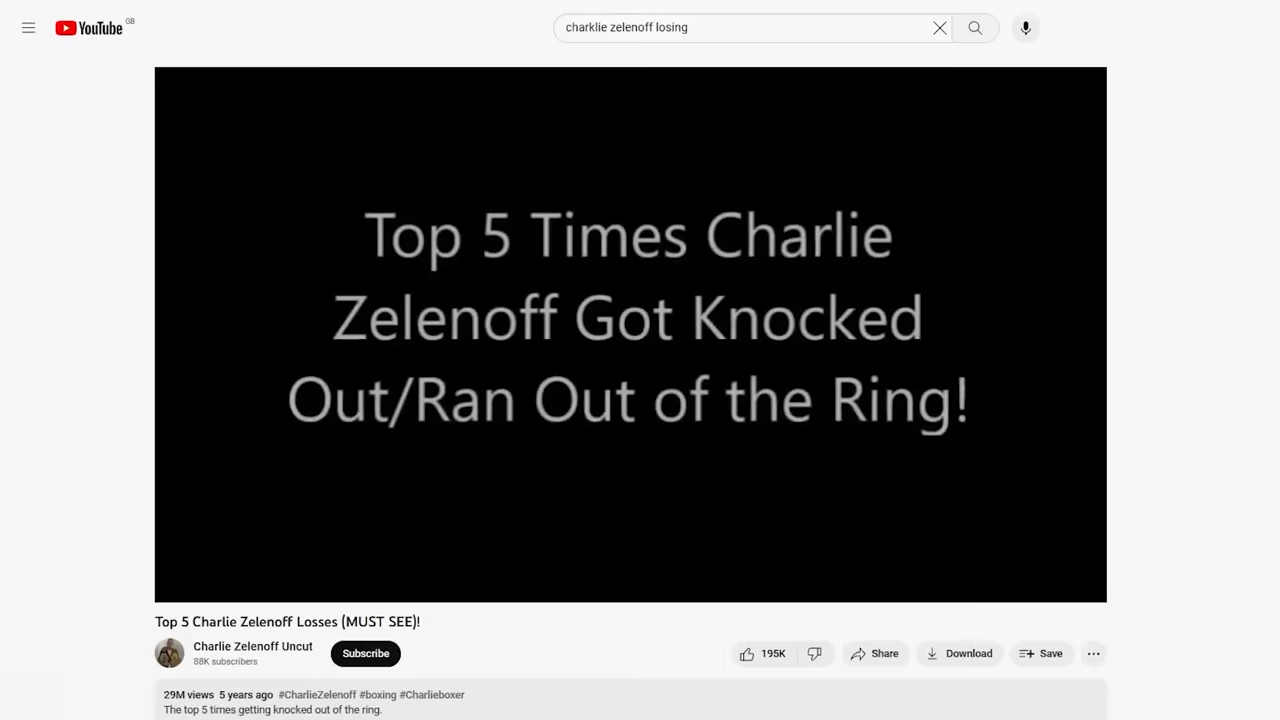 YouTube GB
charklie zelenoff losing
Top 5 Times Charlie
Zelenoff Got Knocked
Out/Ran Out of the Ring!
Top 5 Charlie Zelenoff Losses (MUST SEE)!
Charlie Zelenoff Uncut
88K subscribers
Subscribe
195K
Share
Download
Save
29M views 5 years ago #CharlieZelenoff #boxing #Charlieboxer
The top 5 times getting knocked out of the ring.